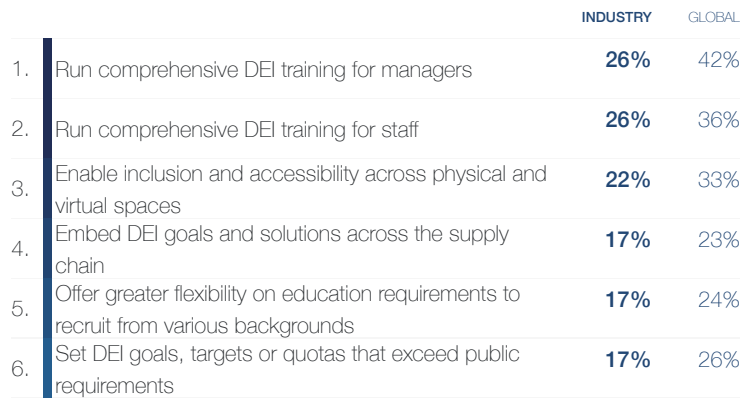 INDUSTRY GLOBAL
1. Run comprehensive DEI training for managers 26% 42%
2. Run comprehensive DEI training for staff 26% 36%
3. Enable inclusion and accessibility across physical and
virtual spaces 22% 33%
4. Embed DEI goals and solutions across the supply
chain 17% 23%
5. Offer greater flexibility on education requirements to
recruit from various backgrounds 17% 24%
6. Set DEI goals, targets or quotas that exceed public
requirements 17% 26%